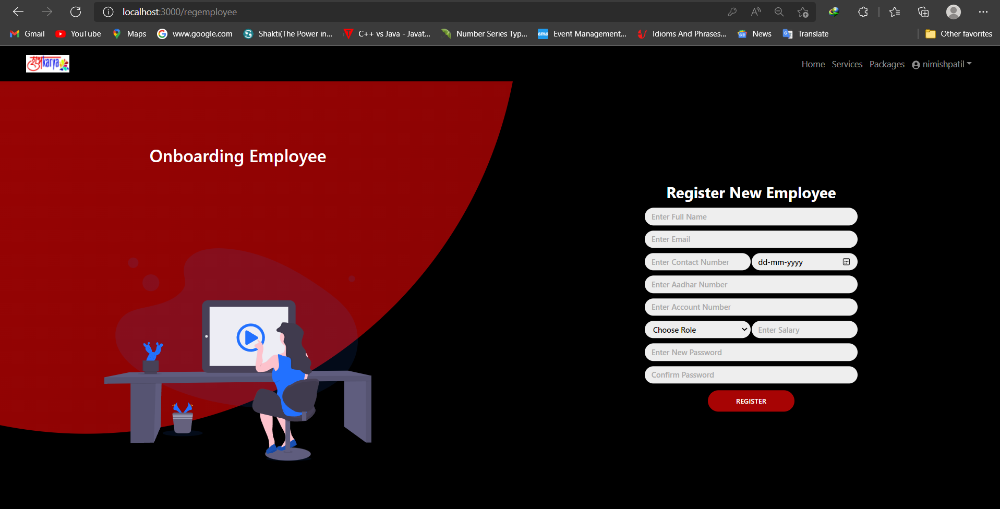 localhost:3000/regemployee
Gmail YouTube Maps www.google.com Shakti(The Power in... C++ vs Java - Javat... Number Series Typ... Event Management... Idioms And Phrases... News Translate Other favorites
शुभkarya
Home Services Packages nimishpatil
Onboarding Employee
Register New Employee
Enter Full Name
Enter Email
Enter Contact Number dd-mm-yyyy
Enter Aadhar Number
Enter Account Number
Choose Role Enter Salary
Enter New Password
Confirm Password
REGISTER